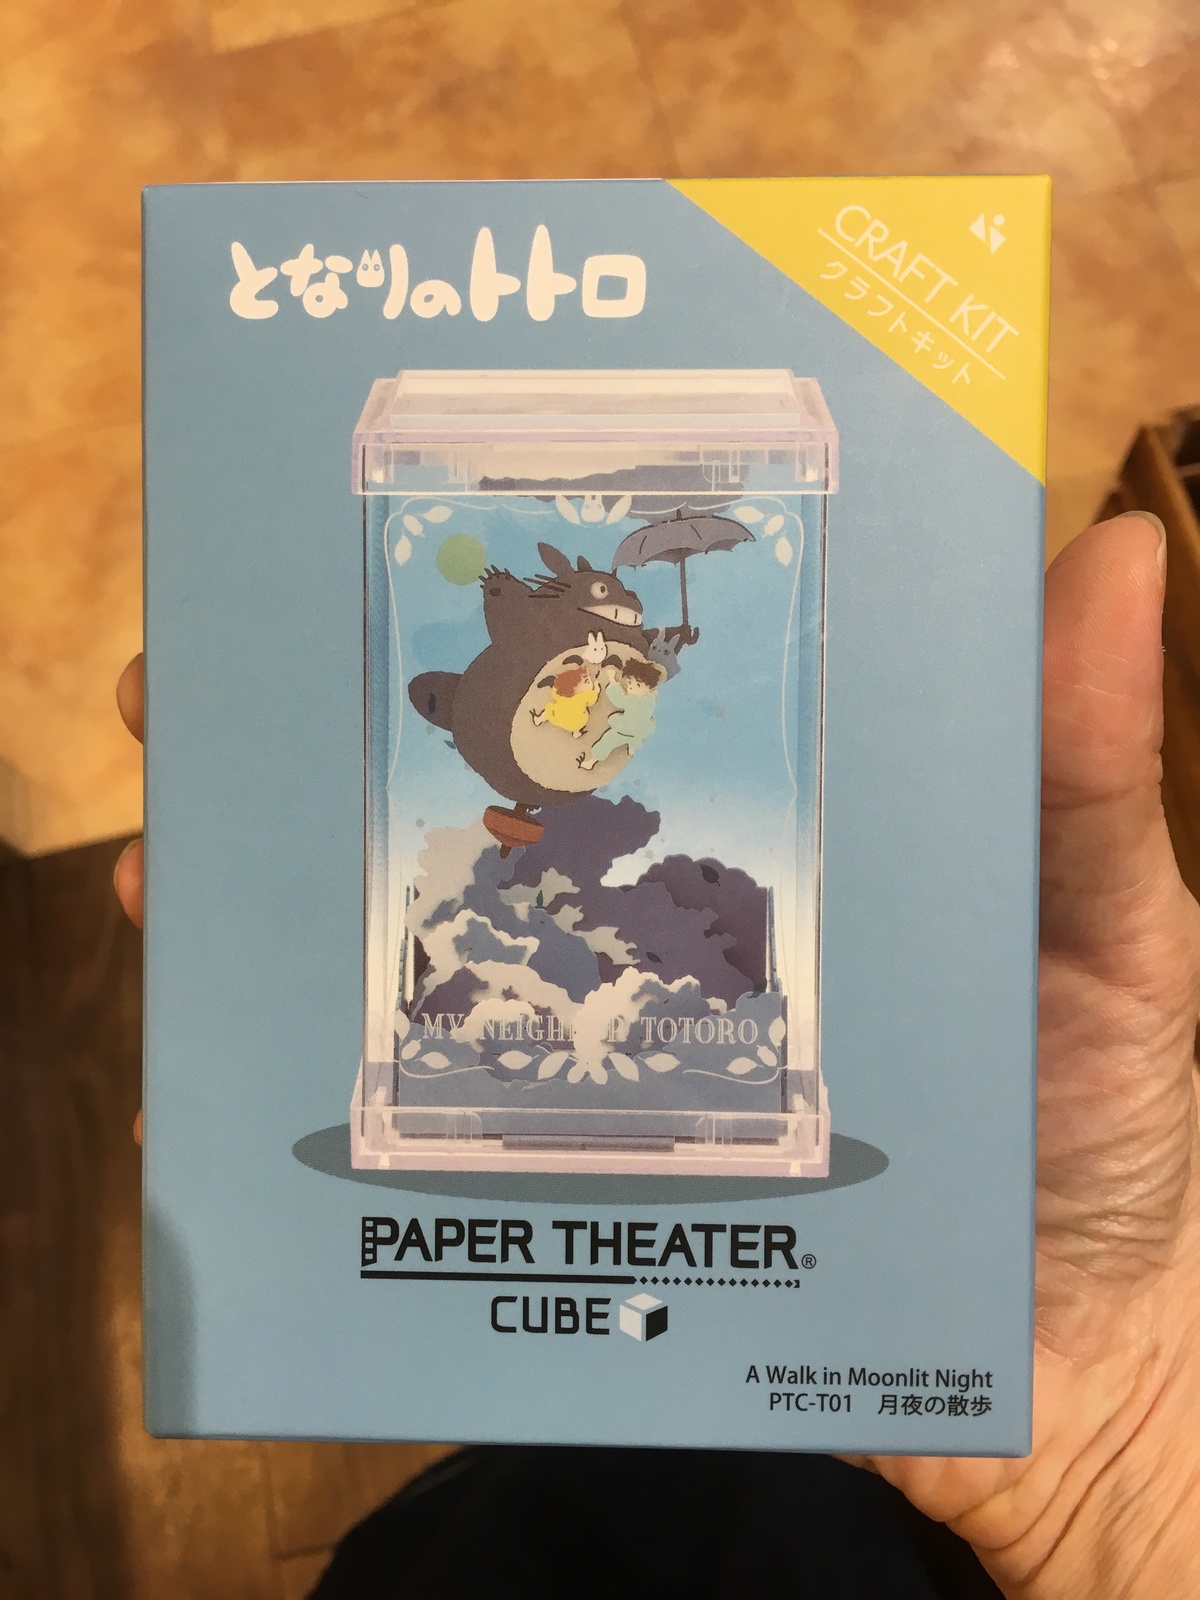 となりのトトロ
CRAFT KIT
クラフトキット
MY NEIGH R TOTORO
PAPER THEATER®
CUBE
A Walk in Moonlit Night
PTC-T01 月夜の散歩